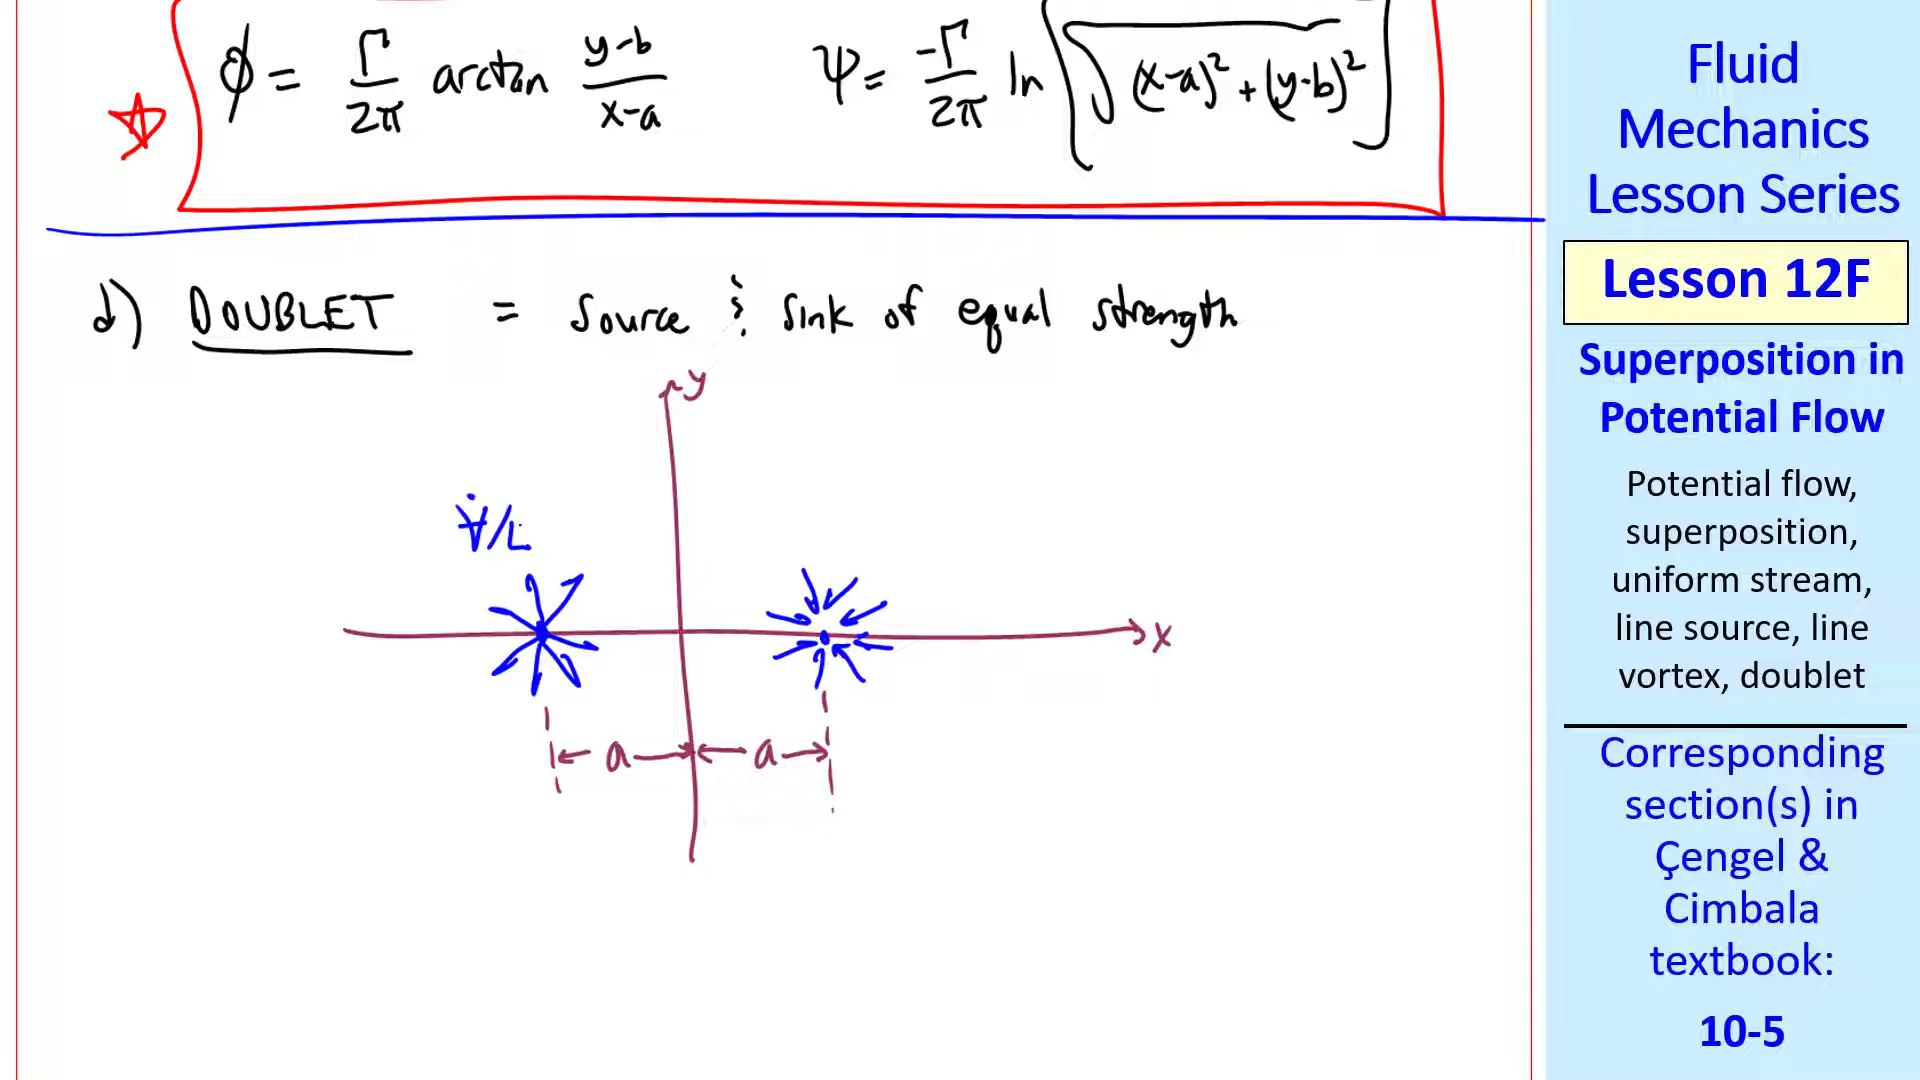 ϕ = Γ/2π arctan (y-b)/(x-a)    ψ = -Γ/2π ln [√((x-a)² + (y-b)²)]
d) DOUBLET = Source & sink of equal strength
y
V̶̇/L
x
a a
Fluid
Mechanics
Lesson Series
Lesson 12F
Superposition in
Potential Flow
Potential flow,
superposition,
uniform stream,
line source, line
vortex, doublet
Corresponding
section(s) in
Çengel &
Cimbala
textbook:
10-5